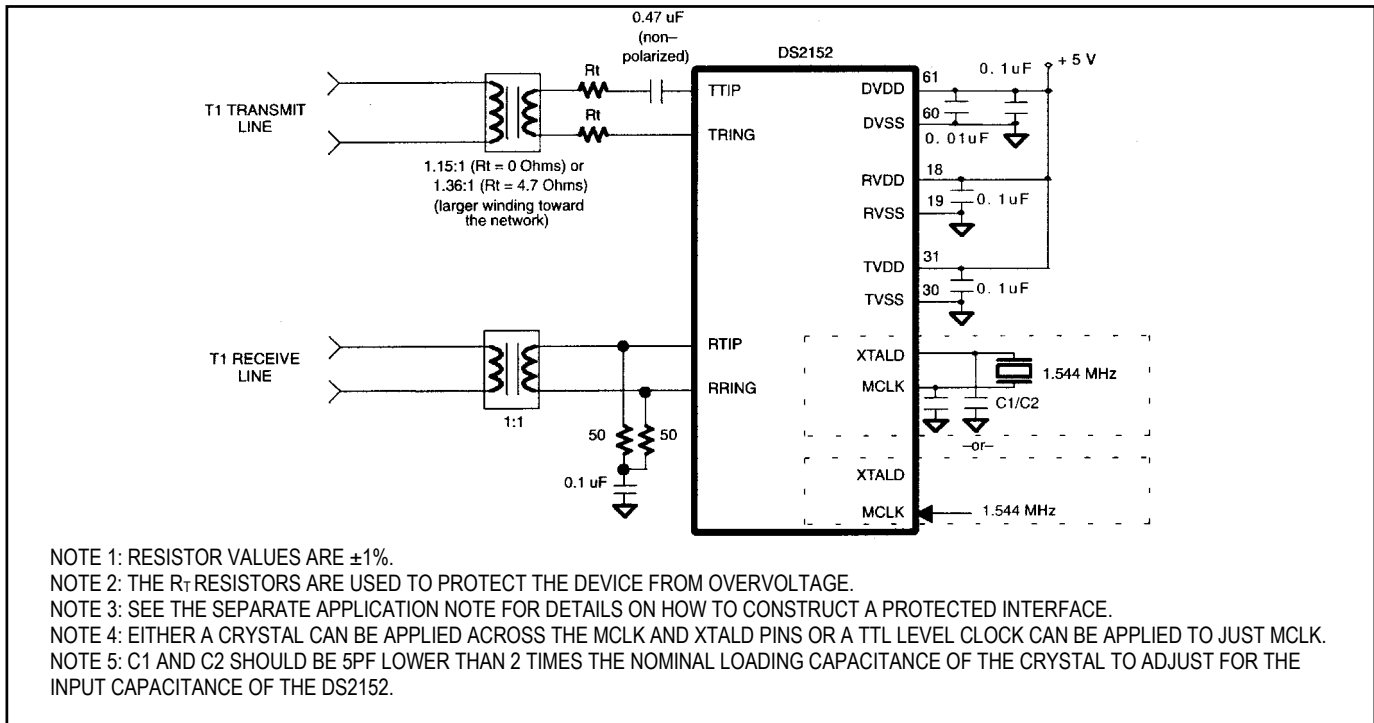 0.47 uF
(non–
polarized)
DS2152
Rt
Rt
T1 TRANSMIT
LINE
1.15:1 (Rt = 0 Ohms) or
1.36:1 (Rt = 4.7 Ohms)
(larger winding toward
the network)
TTIP
TRING
DVDD
61
0.1uF
+ 5 V
DVSS
60
0.01uF
RVDD
18
RVSS
19
0.1uF
TVDD
31
TVSS
30
0.1uF
T1 RECEIVE
LINE
1:1
RTIP
RRING
50
50
0.1 uF
XTALD
MCLK
1.544 MHz
C1/C2
–or–
XTALD
MCLK
1.544 MHz
NOTE 1: RESISTOR VALUES ARE ±1%.
NOTE 2: THE RT RESISTORS ARE USED TO PROTECT THE DEVICE FROM OVERVOLTAGE.
NOTE 3: SEE THE SEPARATE APPLICATION NOTE FOR DETAILS ON HOW TO CONSTRUCT A PROTECTED INTERFACE.
NOTE 4: EITHER A CRYSTAL CAN BE APPLIED ACROSS THE MCLK AND XTALD PINS OR A TTL LEVEL CLOCK CAN BE APPLIED TO JUST MCLK.
NOTE 5: C1 AND C2 SHOULD BE 5PF LOWER THAN 2 TIMES THE NOMINAL LOADING CAPACITANCE OF THE CRYSTAL TO ADJUST FOR THE
INPUT CAPACITANCE OF THE DS2152.